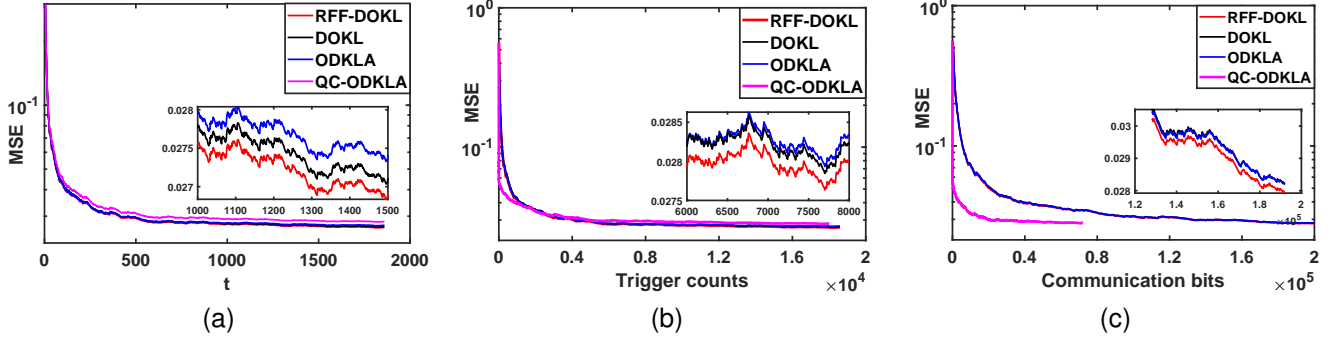 RFF-DOKL
DOKL
ODKLA
QC-ODKLA
MSE
10^-1
0.028
0.0275
0.027
1000 1100 1200 1300 1400 1500
0 500 1000 1500 2000
t
(a)
RFF-DOKL
DOKL
ODKLA
QC-ODKLA
MSE
10^0
10^-1
0.0285
0.028
0.0275
6000 6500 7000 7500 8000
0 0.4 0.8 1.2 1.6 2
Trigger counts ×10^4
(b)
RFF-DOKL
DOKL
ODKLA
QC-ODKLA
MSE
10^0
10^-1
0.03
0.029
0.028
1.2 1.4 1.6 1.8 2
×10^5
0 0.4 0.8 1.2 1.6 2
Communication bits ×10^5
(c)